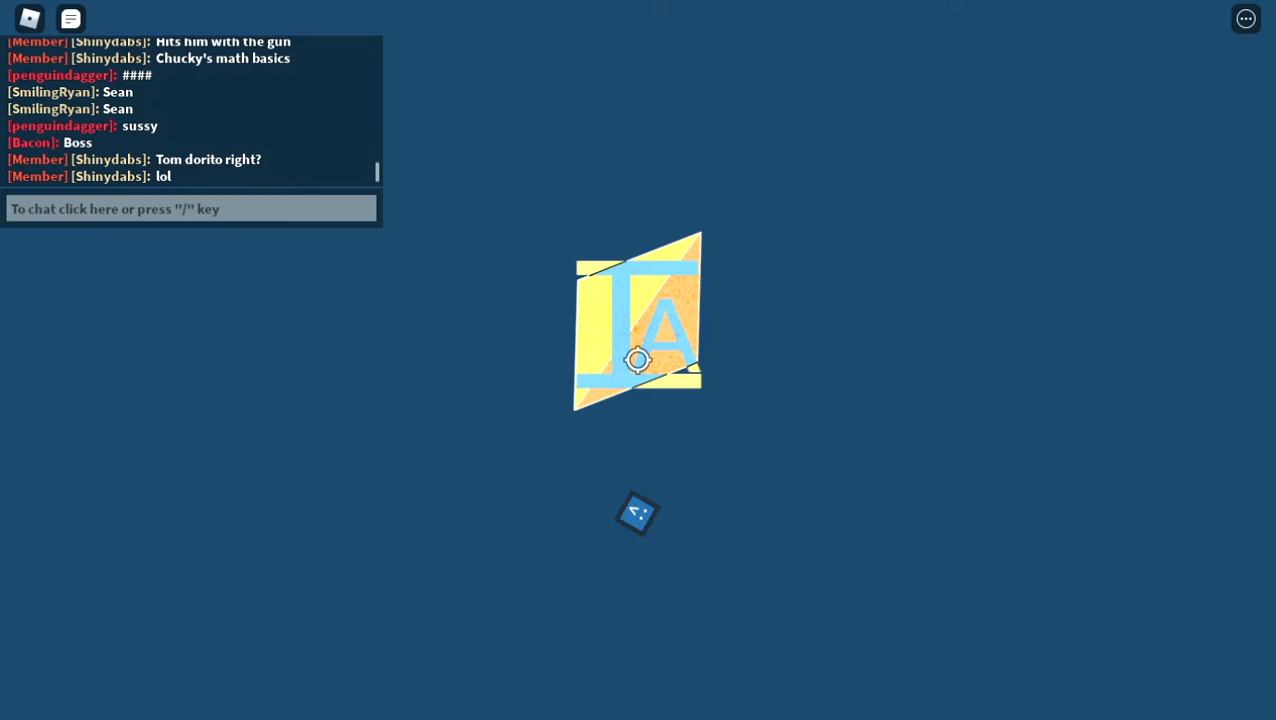 [Member] [Shinydabs]: Hits him with the gun
[Member] [Shinydabs]: Chucky's math basics
[penguindagger]: ####
[SmilingRyan]: Sean
[SmilingRyan]: Sean
[penguindagger]: sussy
[Bacon]: Boss
[Member] [Shinydabs]: Tom dorito right?
[Member] [Shinydabs]: lol
To chat click here or press "/" key
IA